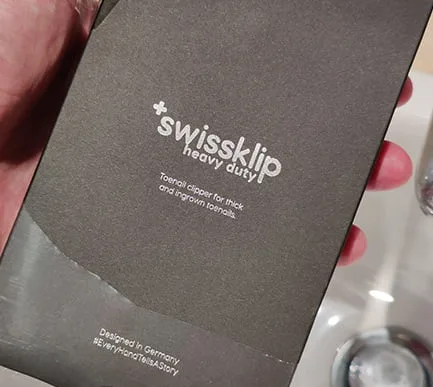 +swissklip
heavy duty
Toenail clipper for thick
and ingrown toenails.
Designed in Germany
#EveryHandTellsAStory